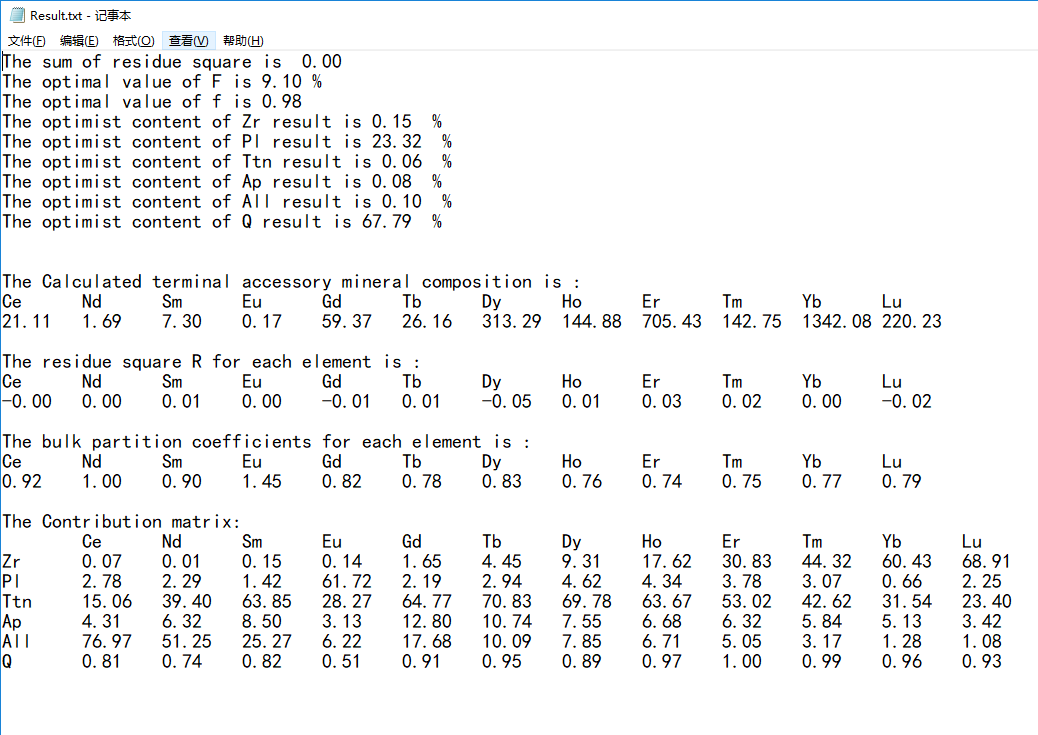 Result.txt - 记事本
文件(F) 编辑(E) 格式(O) 查看(V) 帮助(H)
The sum of residue square is  0.00
The optimal value of F is 9.10 %
The optimal value of f is 0.98
The optimist content of Zr result is 0.15  %
The optimist content of Pl result is 23.32  %
The optimist content of Ttn result is 0.06  %
The optimist content of Ap result is 0.08  %
The optimist content of All result is 0.10  %
The optimist content of Q result is 67.79  %
The Calculated terminal accessory mineral composition is :
Ce Nd Sm Eu Gd Tb Dy Ho Er Tm Yb Lu
21.11 1.69 7.30 0.17 59.37 26.16 313.29 144.88 705.43 142.75 1342.08 220.23
The residue square R for each element is :
Ce Nd Sm Eu Gd Tb Dy Ho Er Tm Yb Lu
-0.00 0.00 0.01 0.00 -0.01 0.01 -0.05 0.01 0.03 0.02 0.00 -0.02
The bulk partition coefficients for each element is :
Ce Nd Sm Eu Gd Tb Dy Ho Er Tm Yb Lu
0.92 1.00 0.90 1.45 0.82 0.78 0.83 0.76 0.74 0.75 0.77 0.79
The Contribution matrix:
Ce Nd Sm Eu Gd Tb Dy Ho Er Tm Yb Lu
Zr 0.07 0.01 0.15 0.14 1.65 4.45 9.31 17.62 30.83 44.32 60.43 68.91
Pl 2.78 2.29 1.42 61.72 2.19 2.94 4.62 4.34 3.78 3.07 0.66 2.25
Ttn 15.06 39.40 63.85 28.27 64.77 70.83 69.78 63.67 53.02 42.62 31.54 23.40
Ap 4.31 6.32 8.50 3.13 12.80 10.74 7.55 6.68 6.32 5.84 5.13 3.42
All 76.97 51.25 25.27 6.22 17.68 10.09 7.85 6.71 5.05 3.17 1.28 1.08
Q 0.81 0.74 0.82 0.51 0.91 0.95 0.89 0.97 1.00 0.99 0.96 0.93